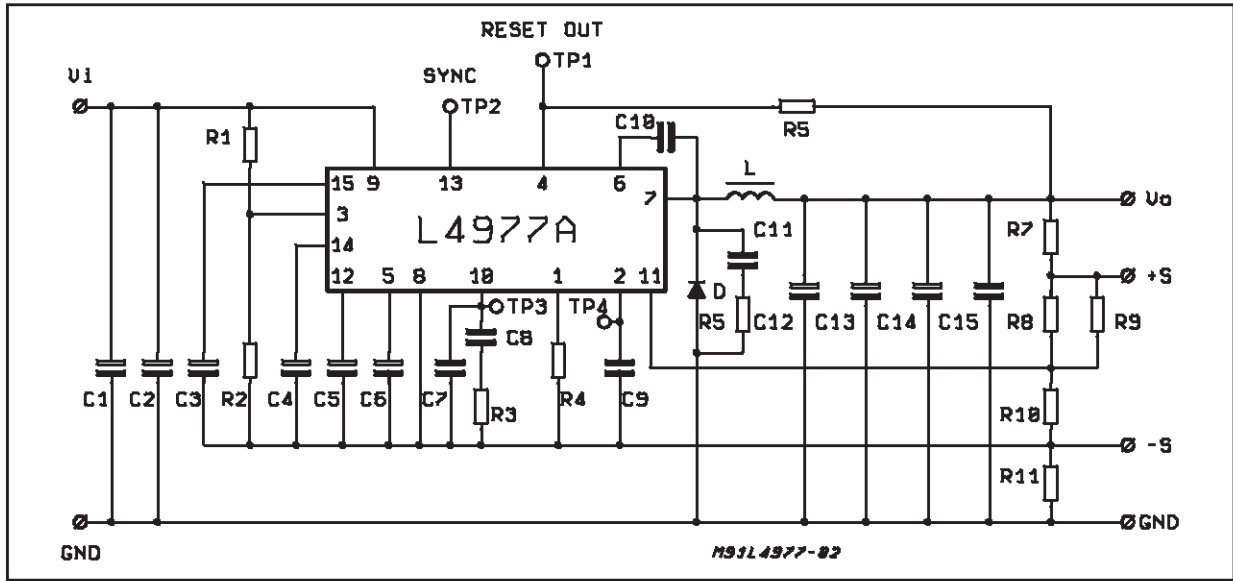 RESET OUT
TP1
Vi
SYNC
TP2
C10
R5
R1
L
15 9 13 4 6
7
Vo
3
L4977A
C11
R7
14
+S
12 5 8 10 1 2 11
TP3
TP4
D
R5
C12
C13
C14
C15
R8
R9
C8
C1
C2
C3
R2
C4
C5
C6
C7
R3
R4
C9
R10
-S
R11
GND
GND
M91L4977-02